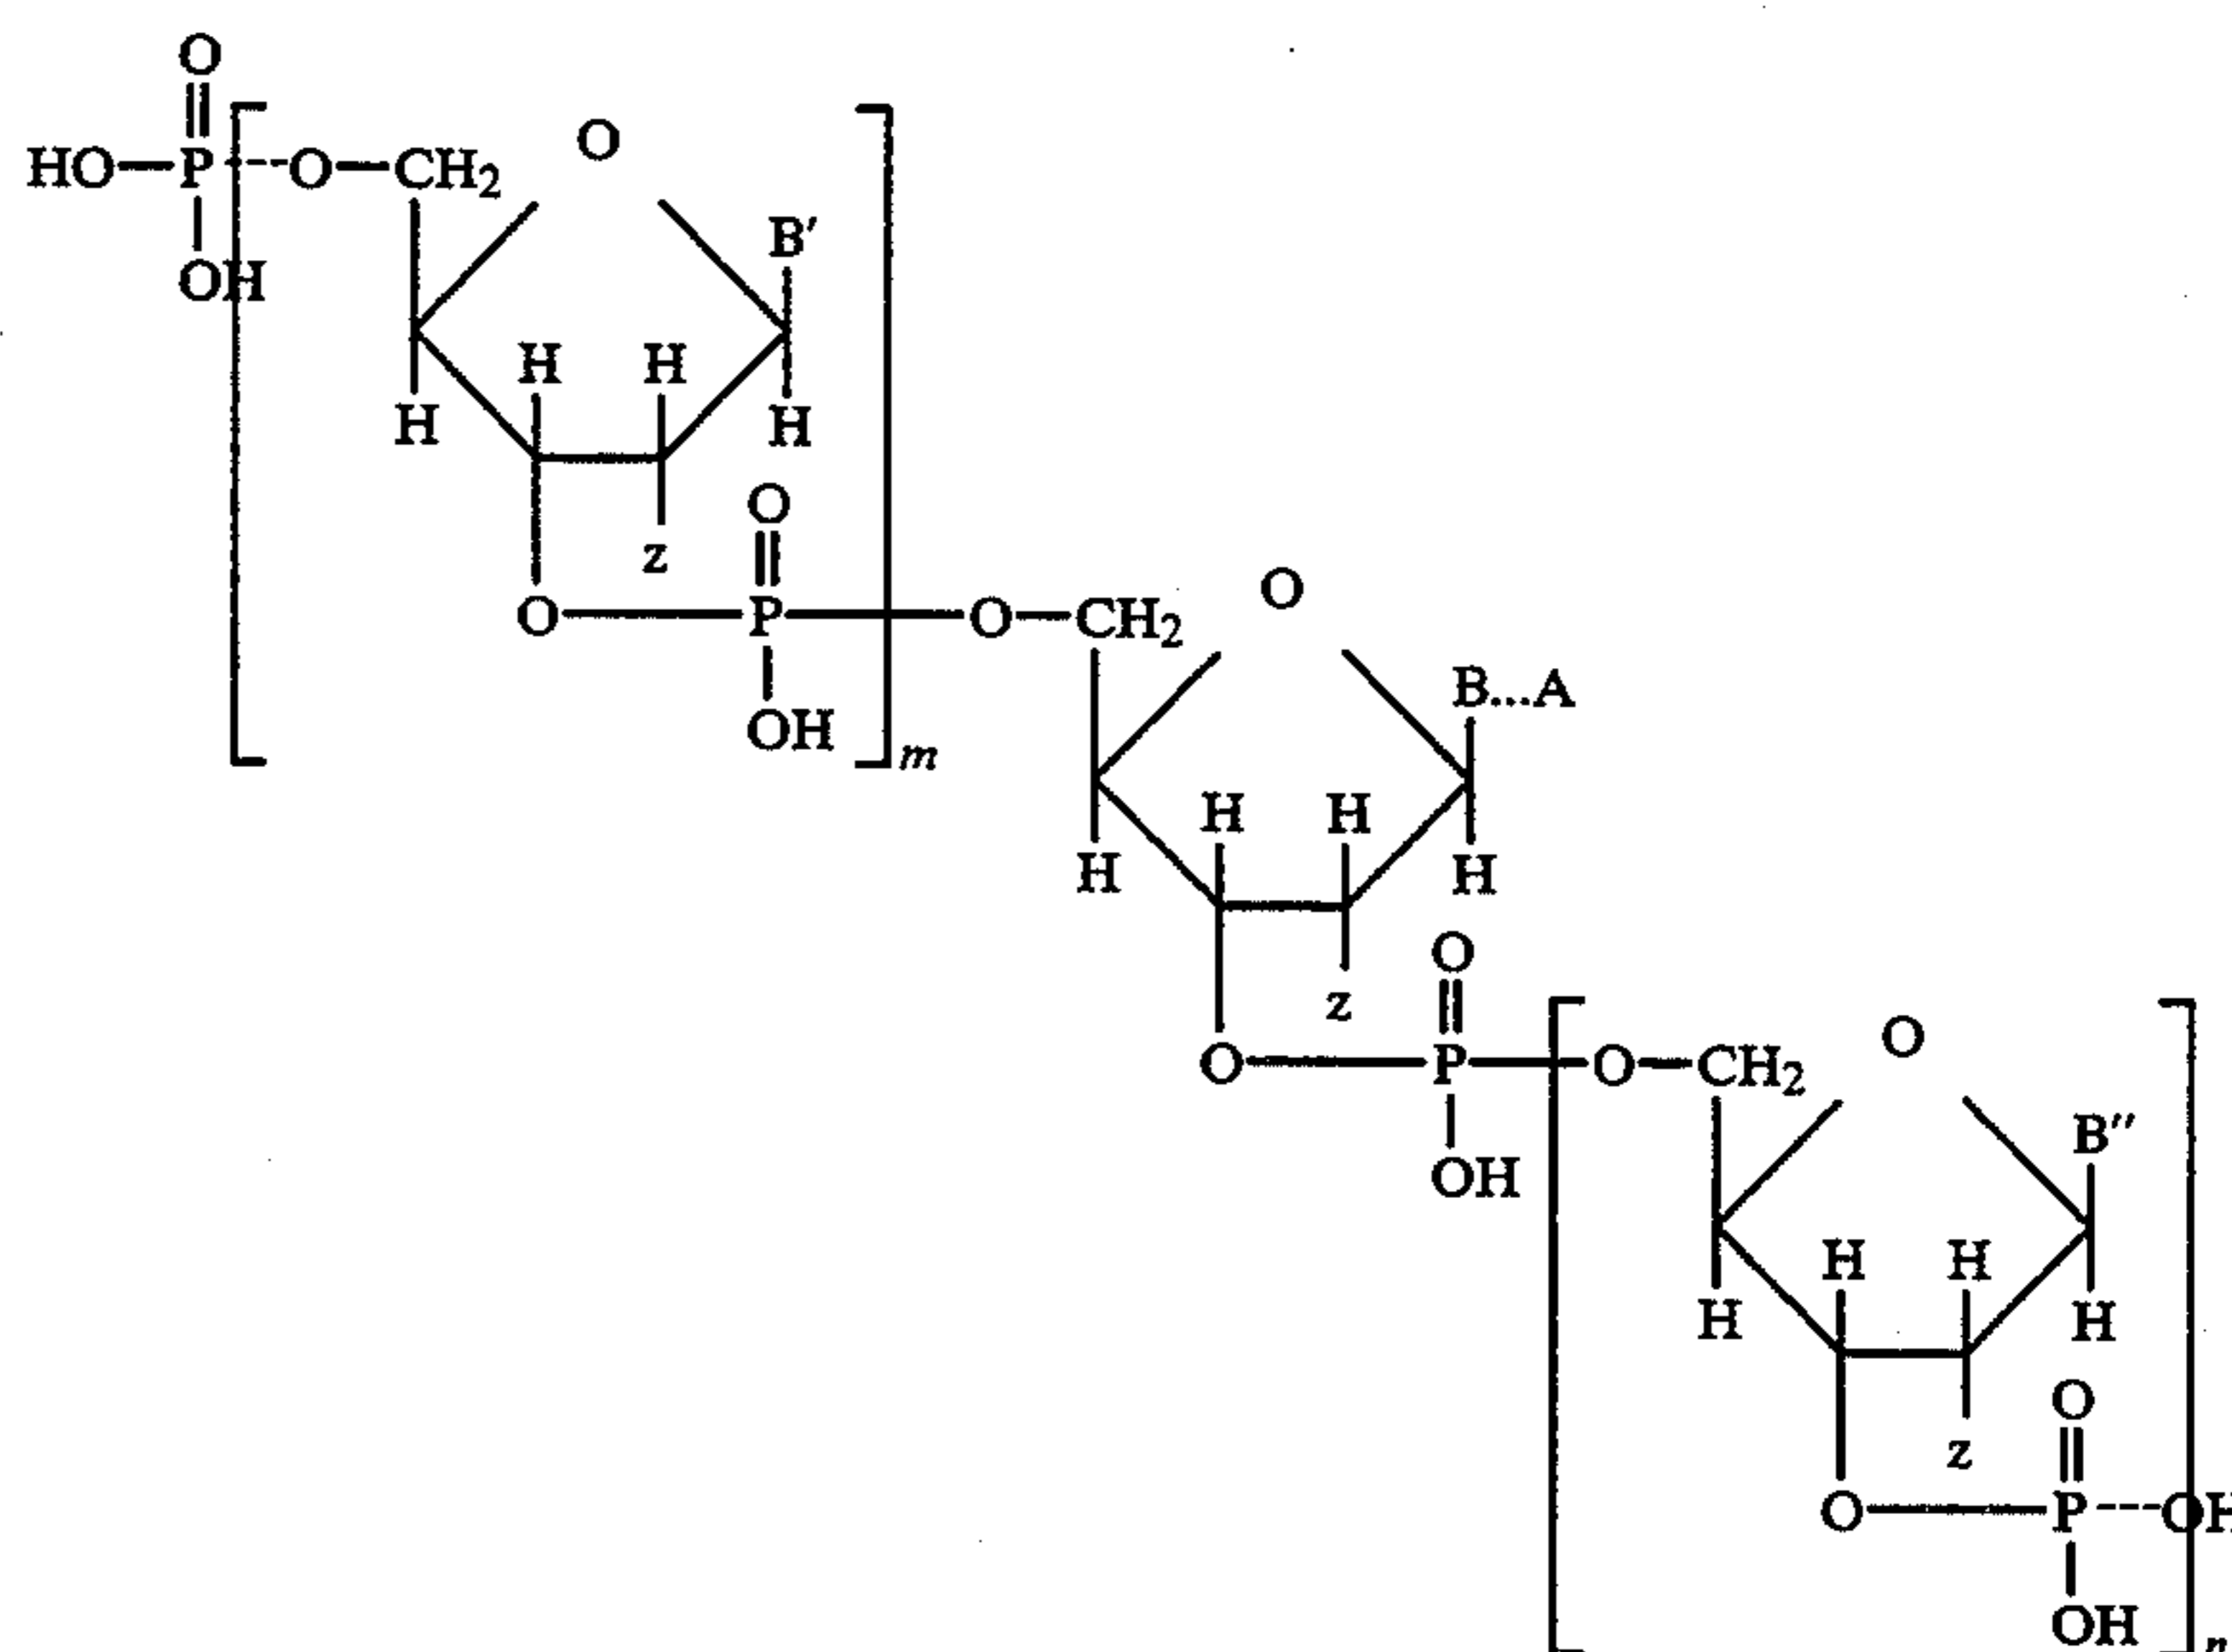 O
HO—P---O—CH₂
O
B′
OH
H H
H H
O
z
O—P—O—CH₂
O
B...A
OH
m
H H
H H
O
z
O—P—O—CH₂
O
B″
OH
H H
H H
O
z
O—P---OH
OH